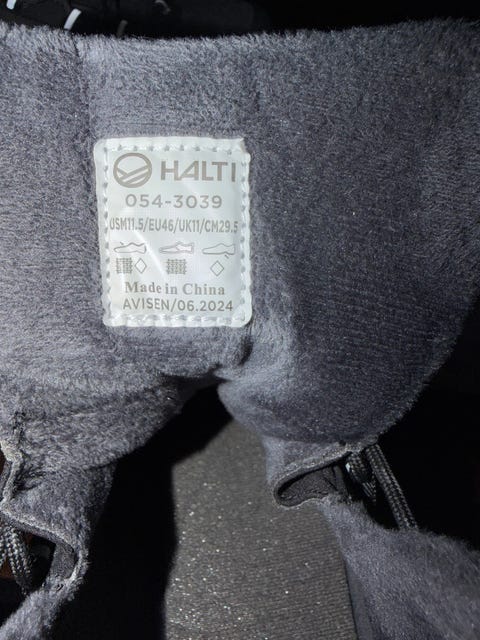 HALTI
054-3039
USM11.5/EU46/UK11/CM29.5
Made in China
AVISEN/06.2024